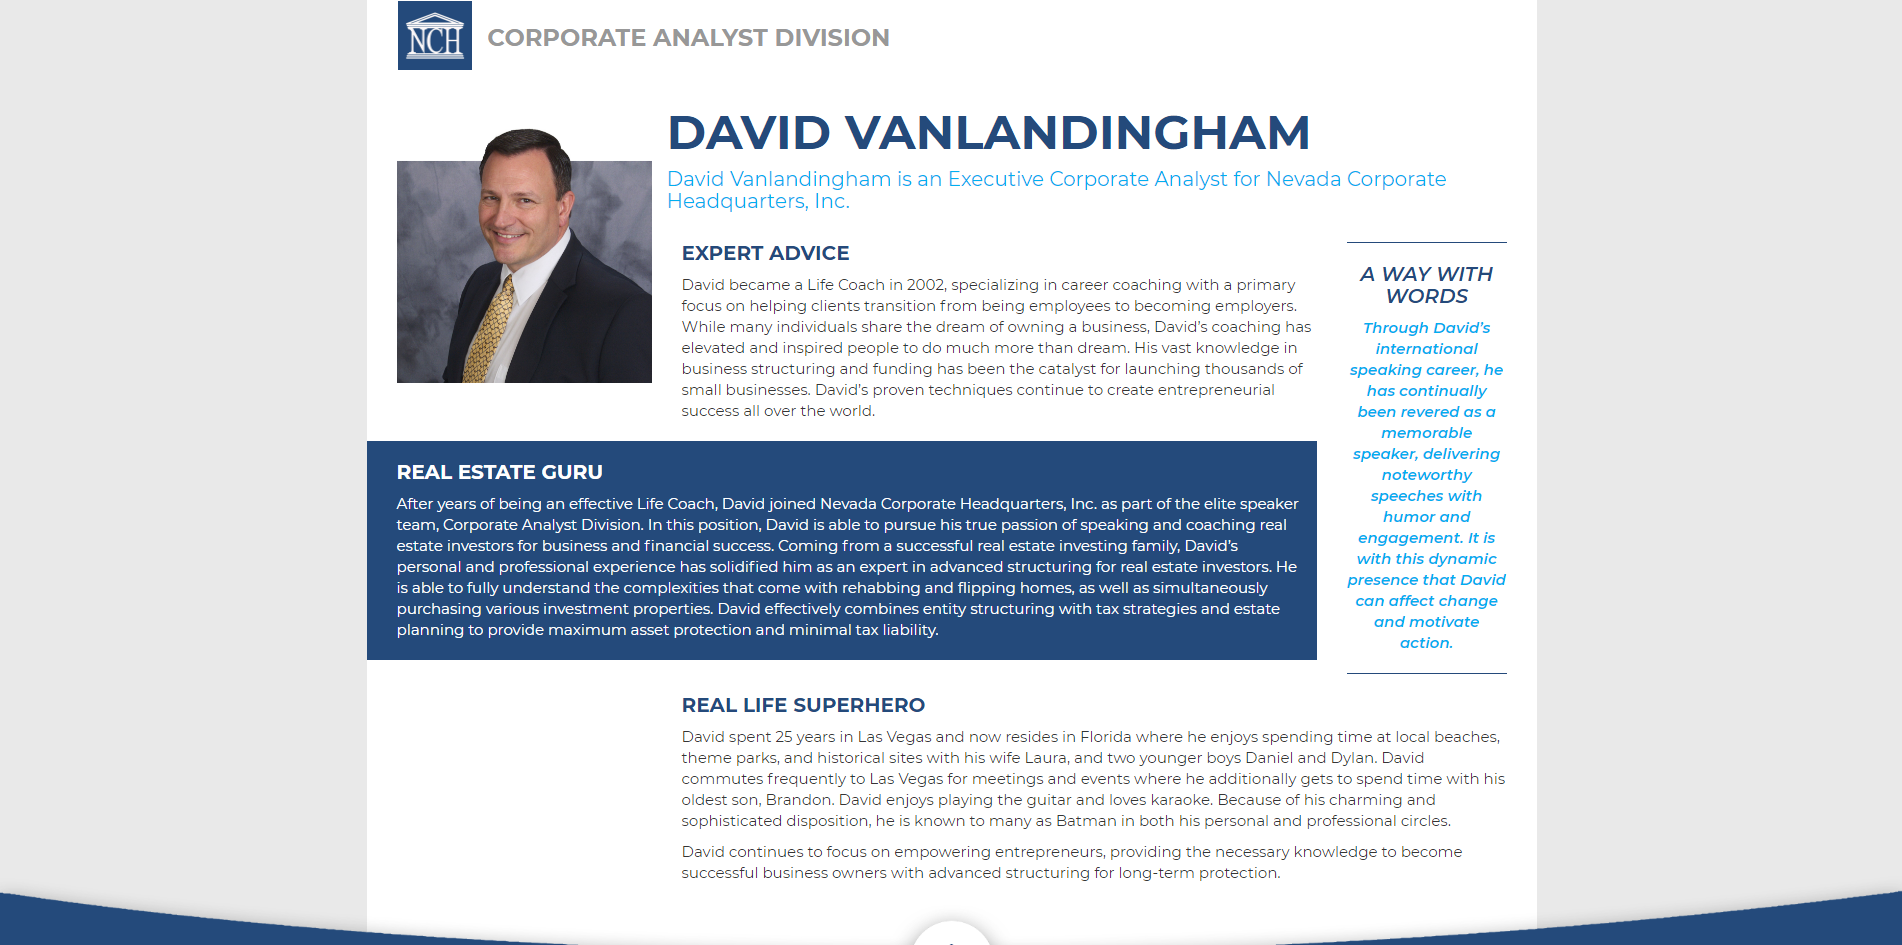 NCH
CORPORATE ANALYST DIVISION
DAVID VANLANDINGHAM
David Vanlandingham is an Executive Corporate Analyst for Nevada Corporate
Headquarters, Inc.
EXPERT ADVICE
David became a Life Coach in 2002, specializing in career coaching with a primary
focus on helping clients transition from being employees to becoming employers.
While many individuals share the dream of owning a business, David’s coaching has
elevated and inspired people to do much more than dream. His vast knowledge in
business structuring and funding has been the catalyst for launching thousands of
small businesses. David’s proven techniques continue to create entrepreneurial
success all over the world.
A WAY WITH
WORDS
Through David’s
international
speaking career, he
has continually
been revered as a
memorable
speaker, delivering
noteworthy
speeches with
humor and
engagement. It is
with this dynamic
presence that David
can affect change
and motivate
action.
REAL ESTATE GURU
After years of being an effective Life Coach, David joined Nevada Corporate Headquarters, Inc. as part of the elite speaker
team, Corporate Analyst Division. In this position, David is able to pursue his true passion of speaking and coaching real
estate investors for business and financial success. Coming from a successful real estate investing family, David’s
personal and professional experience has solidified him as an expert in advanced structuring for real estate investors. He
is able to fully understand the complexities that come with rehabbing and flipping homes, as well as simultaneously
purchasing various investment properties. David effectively combines entity structuring with tax strategies and estate
planning to provide maximum asset protection and minimal tax liability.
REAL LIFE SUPERHERO
David spent 25 years in Las Vegas and now resides in Florida where he enjoys spending time at local beaches,
theme parks, and historical sites with his wife Laura, and two younger boys Daniel and Dylan. David
commutes frequently to Las Vegas for meetings and events where he additionally gets to spend time with his
oldest son, Brandon. David enjoys playing the guitar and loves karaoke. Because of his charming and
sophisticated disposition, he is known to many as Batman in both his personal and professional circles.
David continues to focus on empowering entrepreneurs, providing the necessary knowledge to become
successful business owners with advanced structuring for long-term protection.